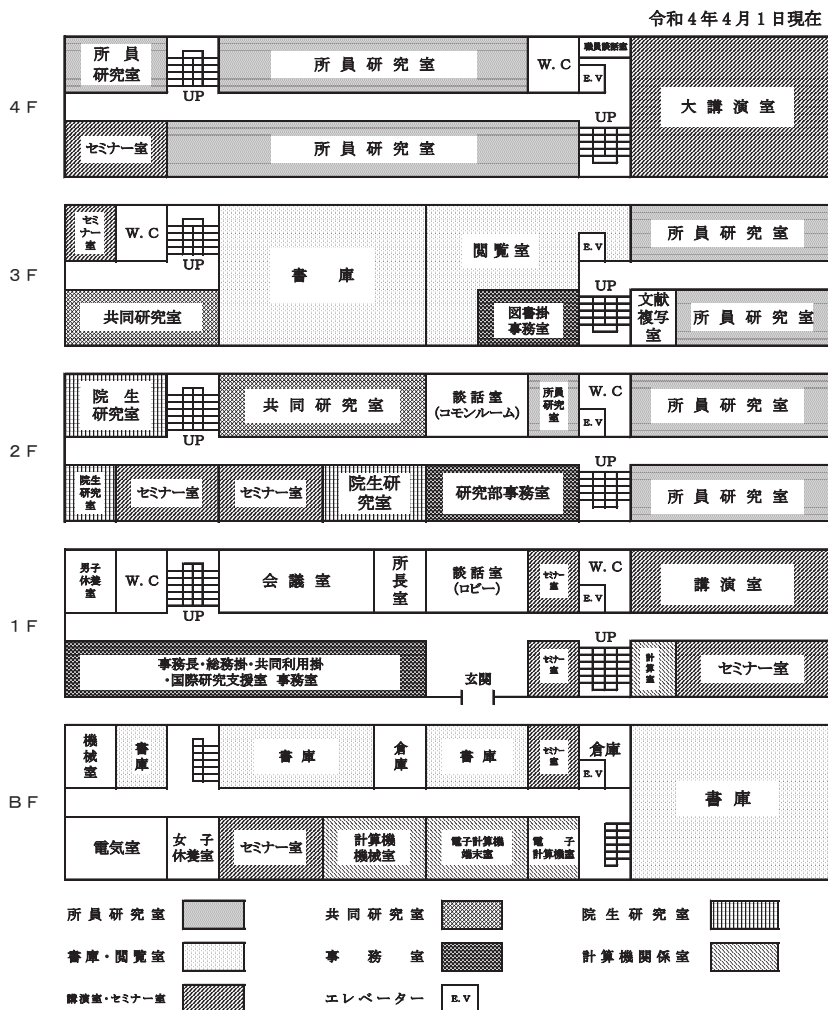 令和4年4月1日現在
4F
所員
研究室
UP
所員研究室
W.C
職員談話室
E.V
大講演室
セミナー室
所員研究室
UP
3F
セミ
ナー
室
W.C
UP
書庫
閲覧室
E.V
所員研究室
共同研究室
図書掛
事務室
UP
文献
複写
室
所員研究室
2F
院生
研究室
UP
共同研究室
談話室
(コモンルーム)
所員
研究
室
W.C
E.V
所員研究室
院生
研究
室
セミナー室
セミナー室
院生研
究室
研究部事務室
UP
所員研究室
1F
男子
休養
室
W.C
UP
会議室
所
長
室
談話室
(ロビー)
セミナー
室
W.C
E.V
講演室
事務長・総務掛・共同利用掛
・国際研究支援室 事務室
玄関
セミナー
室
UP
計
算
室
セミナー室
BF
機
械
室
書
庫
書庫
倉
庫
書庫
セミナー
室
倉庫
E.V
書庫
電気室
女子
休養室
セミナー室
計算機
機械室
電子計算機
端末室
電子
計算機室
所員研究室
共同研究室
院生研究室
書庫・閲覧室
事務室
計算機関係室
講演室・セミナー室
エレベーター
E.V